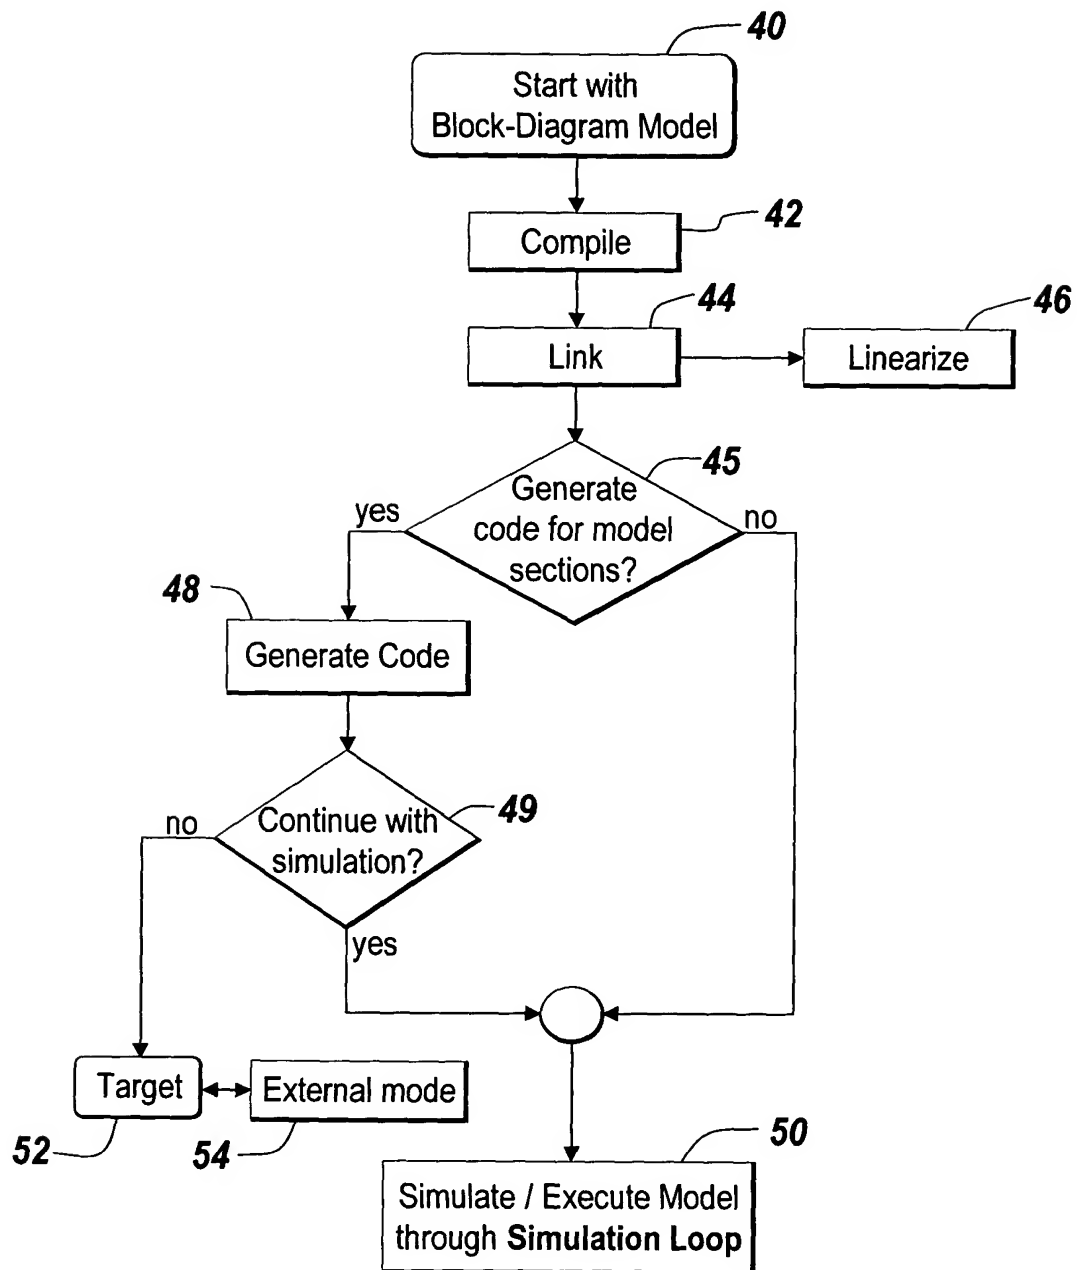 40
Start with
Block-Diagram Model
42
Compile
44
46
Link
Linearize
45
Generate
code for model
sections?
yes
no
48
Generate Code
49
Continue with
simulation?
no
yes
Target
External mode
52
54
50
Simulate / Execute Model
through Simulation Loop